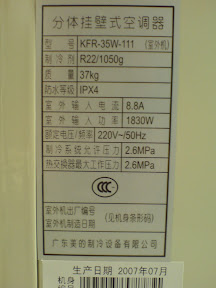 分体挂壁式空调器
型号 KFR-35W-111 (室外机)
制冷剂 R22/1050g
质量 37kg
防水等级 IPX4
室外输入电流 8.8A
室外输入功率 1830W
额定电压/频率 220V~/50Hz
制冷系统允许压力 2.6MPa
热交换器最大工作压力 2.6MPa
CCC
室外机出厂编号
室外机制造日期 (见机身条形码)
广东美的制冷设备有限公司
生产日期 2007年07月
机身